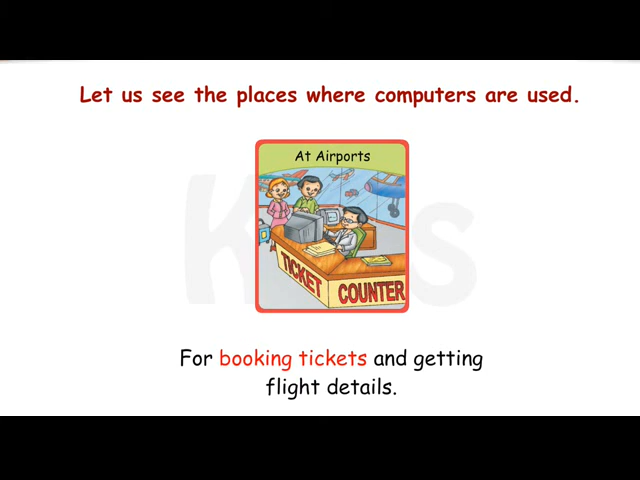 Let us see the places where computers are used.
At Airports
TICKET COUNTER
For booking tickets and getting
flight details.